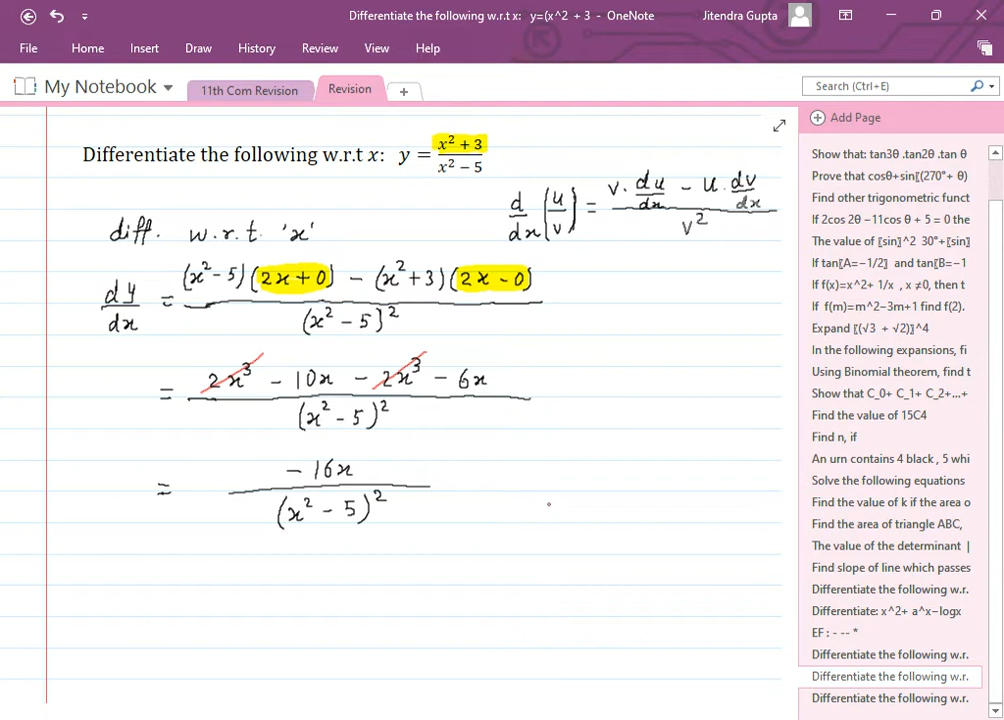 Differentiate the following w.r.t x: y=(x^2 + 3 - OneNote
Jitendra Gupta
File Home Insert Draw History Review View Help
My Notebook
11th Com Revision
Revision
Search (Ctrl+E)
Add Page
Differentiate the following w.r.t x: y = (x² + 3)/(x² − 5)
d/dx (u/v) = (v. du/dx − u. dv/dx)/v²
diff. w.r.t. 'x'
dy/dx = ((x²-5)(2x+0) − (x²+3)(2x-0))/(x²-5)²
= (2x³ − 10x − 2x³ − 6x)/(x²-5)²
= −16x/(x²-5)²
Show that: tan3θ .tan2θ .tan θ
Prove that cosθ+sin⟦(270°+ θ)
Find other trigonometric funct
If 2cos 2θ −11cos θ + 5 = 0 the
The value of ⟦sin⟧^2 30°+⟦sin⟧
If tan⟦A=−1/2⟧ and tan⟦B=−1
If f(x)=x^2+ 1/x , x ≠0, then t
If f(m)=m^2−3m+1 find f(2).
Expand ⟦(√3 + √2)⟧^4
In the following expansions, fi
Using Binomial theorem, find t
Show that C_0+ C_1+ C_2+...+
Find the value of 15C4
Find n, if
An urn contains 4 black , 5 whi
Solve the following equations
Find the value of k if the area o
Find the area of triangle ABC,
The value of the determinant |
Find slope of line which passes
Differentiate the following w.r.
Differentiate: x^2+ a^x−logx
EF : - -- *
Differentiate the following w.r.
Differentiate the following w.r.
Differentiate the following w.r.